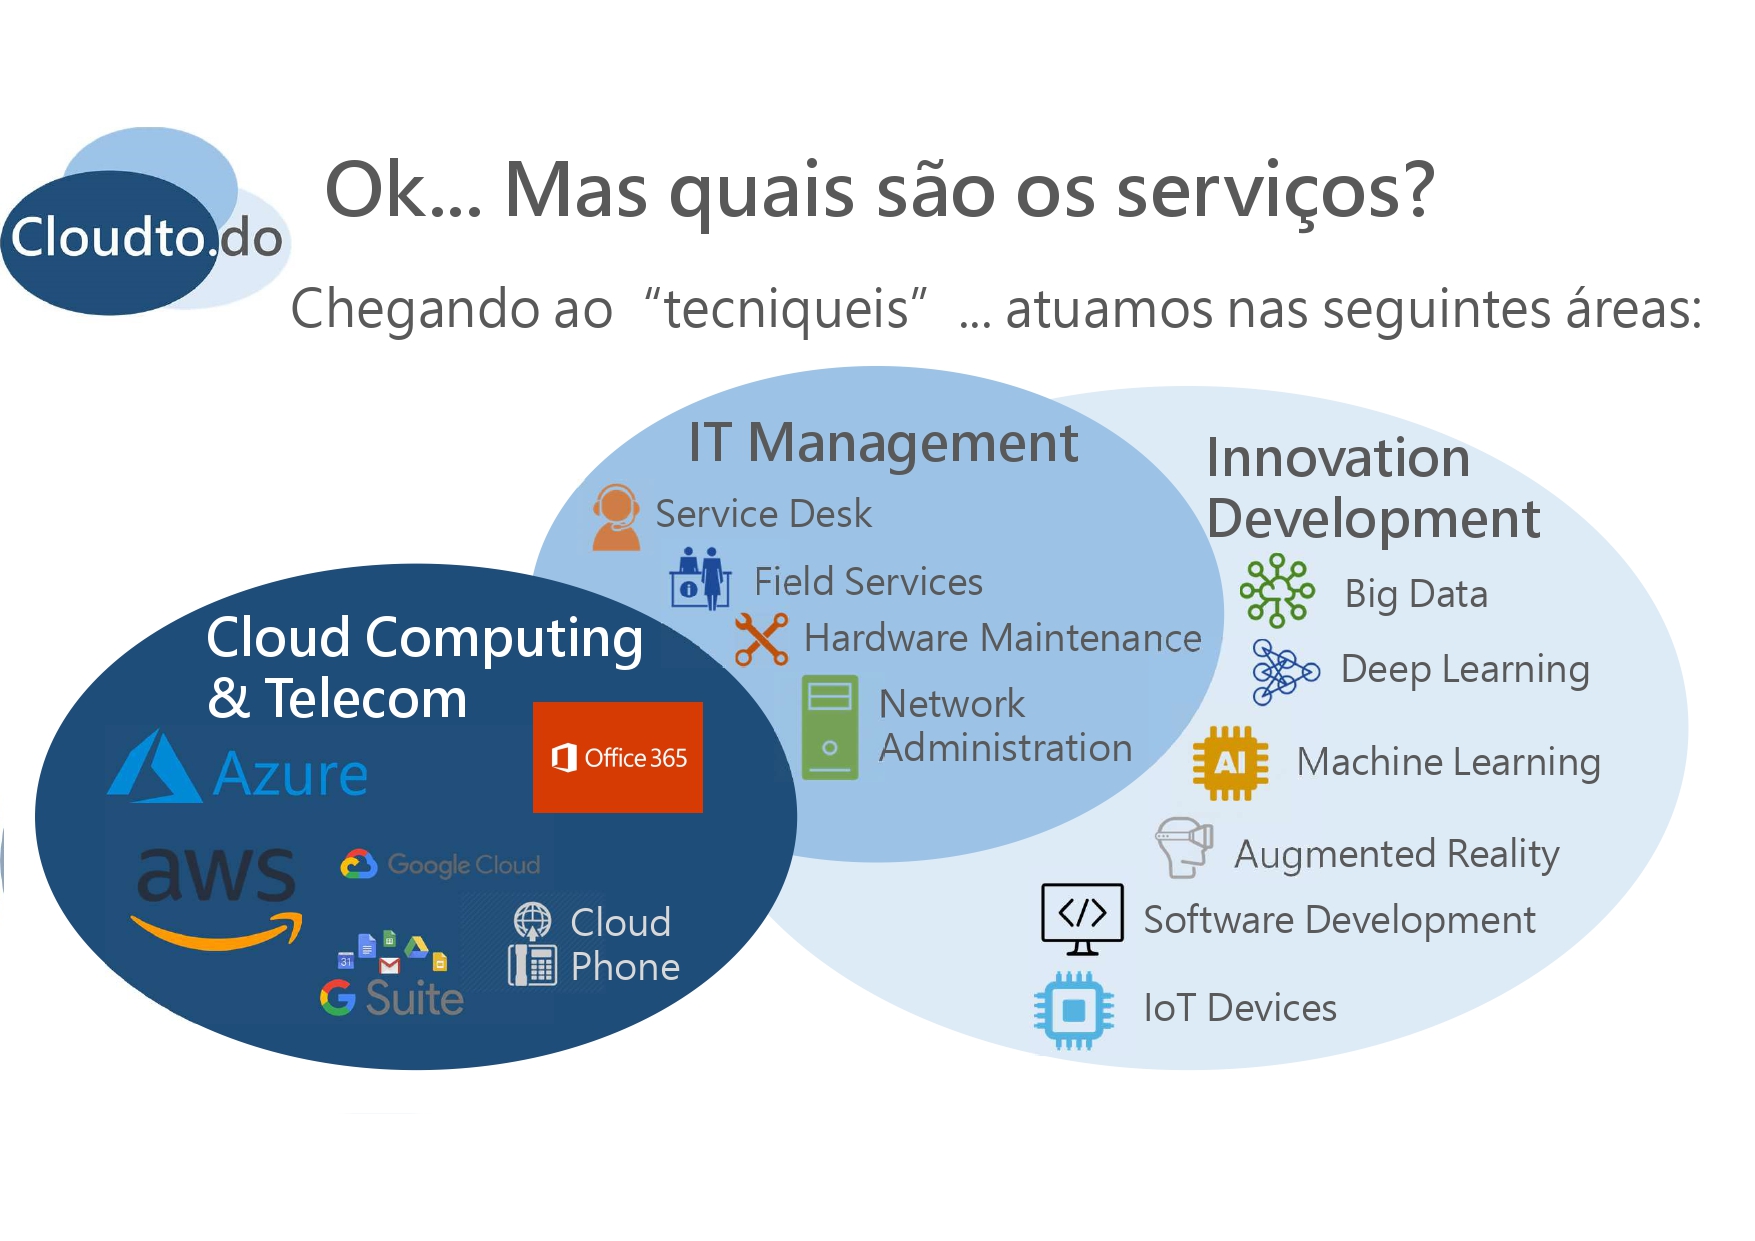 Cloudto.do
Ok... Mas quais são os serviços?
Chegando ao “tecniqueis” ... atuamos nas seguintes áreas:
IT Management
Service Desk
Field Services
Hardware Maintenance
Network
Administration
Innovation
Development
Big Data
Deep Learning
AI
Machine Learning
Augmented Reality
</>
Software Development
IoT Devices
Cloud Computing
& Telecom
Azure
Office 365
aws
Google Cloud
31
G Suite
Cloud
Phone